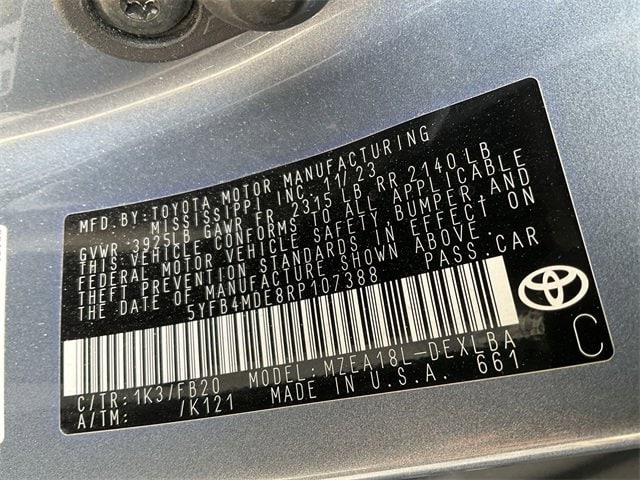 MFD. BY: TOYOTA MOTOR MANUFACTURING
MISSISSIPPI INC. 11/23
GVWR 3925LB GAWR FR 2315 LB RR 2140 LB
THIS VEHICLE CONFORMS TO ALL APPLICABLE
FEDERAL MOTOR VEHICLE SAFETY, BUMPER, AND
THEFT PREVENTION STANDARDS IN EFFECT ON
THE DATE OF MANUFACTURE SHOWN ABOVE.
5YFB4MDE8RP107388 PASS. CAR
C/TR: 1K3/FB20 MODEL: MZEA18L-DEXLBA
A/TM: /K121 MADE IN U.S.A. 661
C